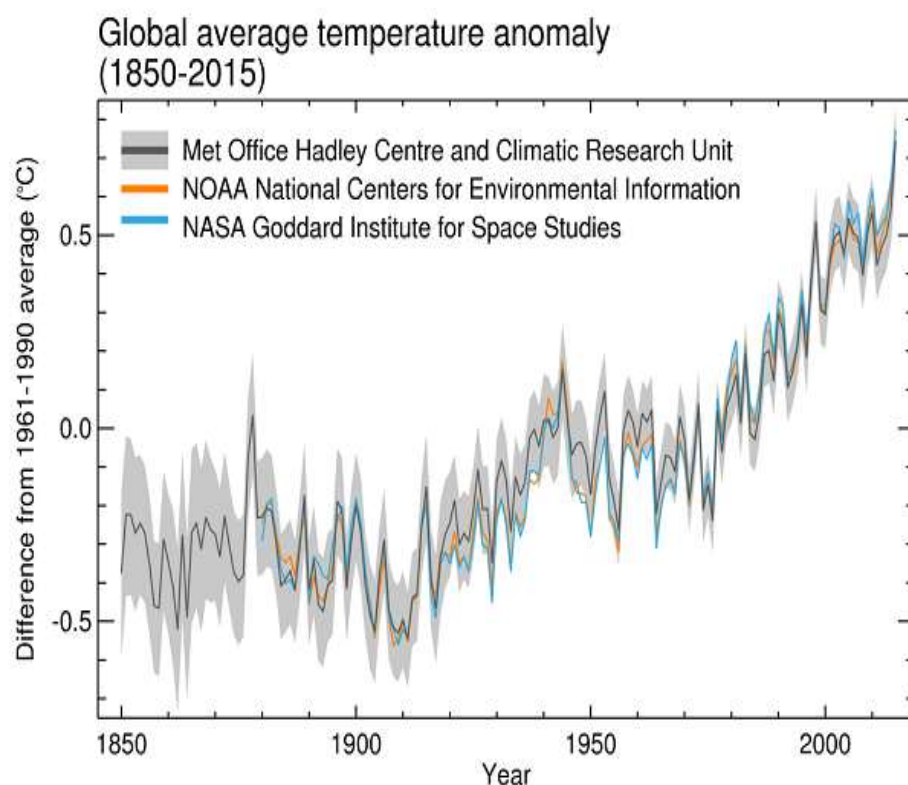 Global average temperature anomaly
(1850-2015)
Met Office Hadley Centre and Climatic Research Unit
NOAA National Centers for Environmental Information
NASA Goddard Institute for Space Studies
Difference from 1961-1990 average (°C)
0.5
0.0
-0.5
1850
1900
1950
2000
Year